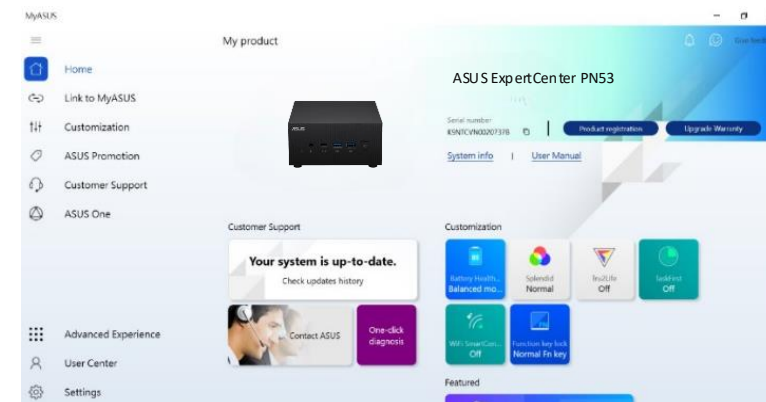 MyASUS
My product
Home
Link to MyASUS
Customization
ASUS Promotion
Customer Support
ASUS One
Advanced Experience
User Center
Settings
ASUS ExpertCenter PN53
Serial number
Product registration
Upgrade Warranty
System info | User Manual
Customer Support
Your system is up-to-date.
Check updates history
Contact ASUS
One-click
diagnosis
Customization
Battery Health...
Balanced mo...
Splendid
Normal
Tru2Life
Off
TaskFirst
Off
WiFi SmartCon...
Off
Function key lock
Normal Fn key
Featured